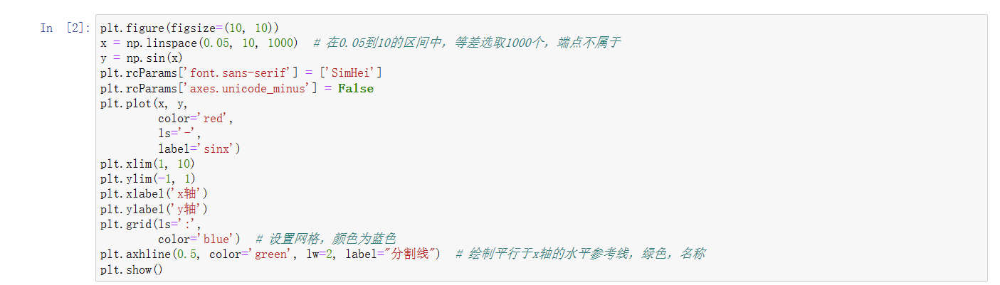 In [2]: plt.figure(figsize=(10, 10))
x = np.linspace(0.05, 10, 1000)  # 在0.05到10的区间中，等差选取1000个，端点不属于
y = np.sin(x)
plt.rcParams['font.sans-serif'] = ['SimHei']
plt.rcParams['axes.unicode_minus'] = False
plt.plot(x, y,
         color='red',
         ls='-',
         label='sinx')
plt.xlim(1, 10)
plt.ylim(-1, 1)
plt.xlabel('x轴')
plt.ylabel('y轴')
plt.grid(ls=':',
         color='blue')  # 设置网格，颜色为蓝色
plt.axhline(0.5, color='green', lw=2, label="分割线")  # 绘制平行于x轴的水平参考线，绿色，名称
plt.show()